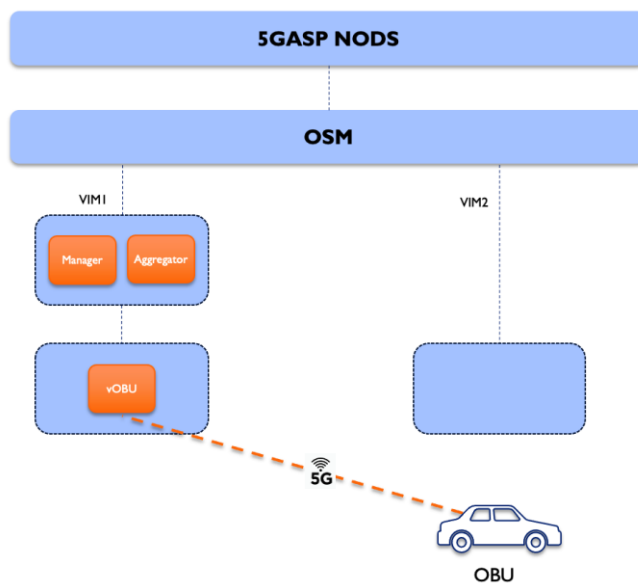 5GASP NODS
OSM
VIM1
VIM2
Manager
Aggregator
vOBU
5G
OBU